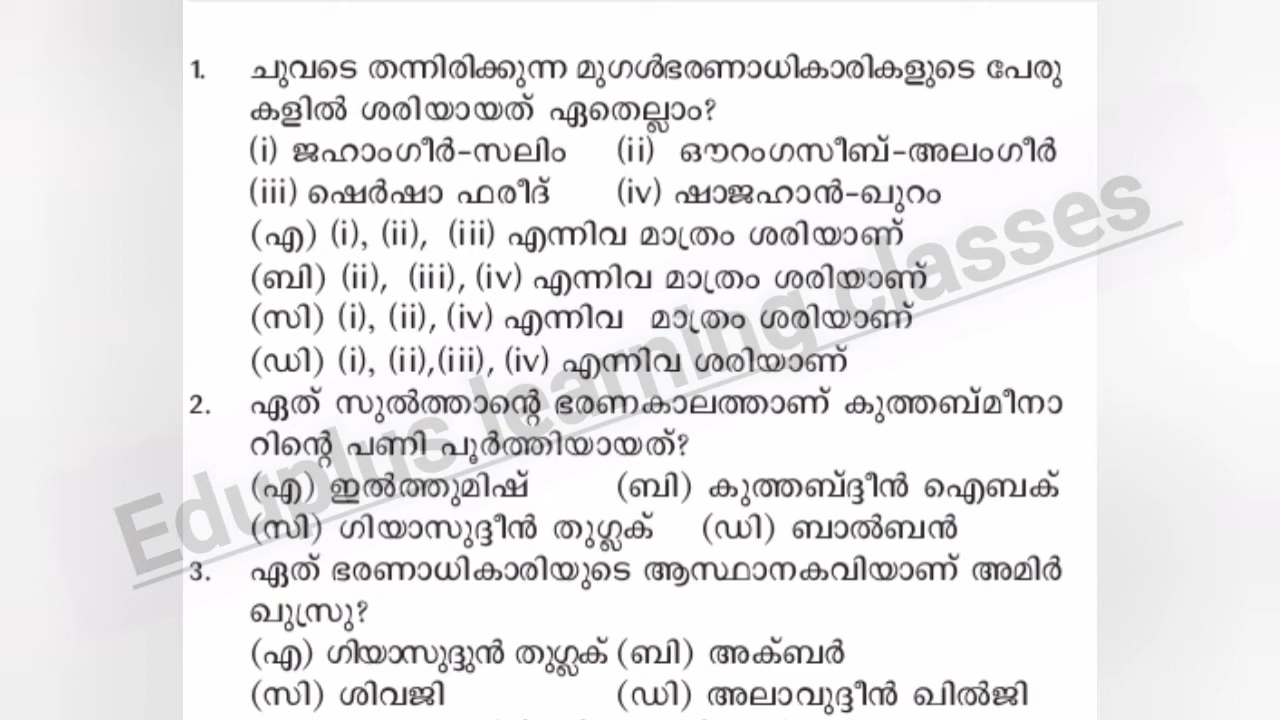 1. ചുവടെ തന്നിരിക്കുന്ന മുഗൾഭരണാധികാരികളുടെ പേരു
കളിൽ ശരിയായത് ഏതെല്ലാം?
(i) ജഹാംഗീർ-സലിം (ii) ഔറംഗസീബ്-അലംഗീർ
(iii) ഷെർഷാ ഫരീദ് (iv) ഷാജഹാൻ-ഖുറം
(എ) (i), (ii), (iii) എന്നിവ മാത്രം ശരിയാണ്
(ബി) (ii), (iii), (iv) എന്നിവ മാത്രം ശരിയാണ്
(സി) (i), (ii), (iv) എന്നിവ മാത്രം ശരിയാണ്
(ഡി) (i), (ii),(iii), (iv) എന്നിവ ശരിയാണ്
2. ഏത് സുൽത്താന്റെ ഭരണകാലത്താണ് കുത്തബ്മീനാ
റിന്റെ പണി പൂർത്തിയായത്?
(എ) ഇൽത്തുമിഷ് (ബി) കുത്തബ്ദ്ദീൻ ഐബക്
(സി) ഗിയാസുദ്ദീൻ തുഗ്ലക് (ഡി) ബാൽബൻ
3. ഏത് ഭരണാധികാരിയുടെ ആസ്ഥാനകവിയാണ് അമിർ
ഖുസ്രു?
(എ) ഗിയാസുദ്ദുൻ തുഗ്ലക് (ബി) അക്ബർ
(സി) ശിവജി (ഡി) അലാവുദ്ദീൻ ഖിൽജി
Eduplus learning classes